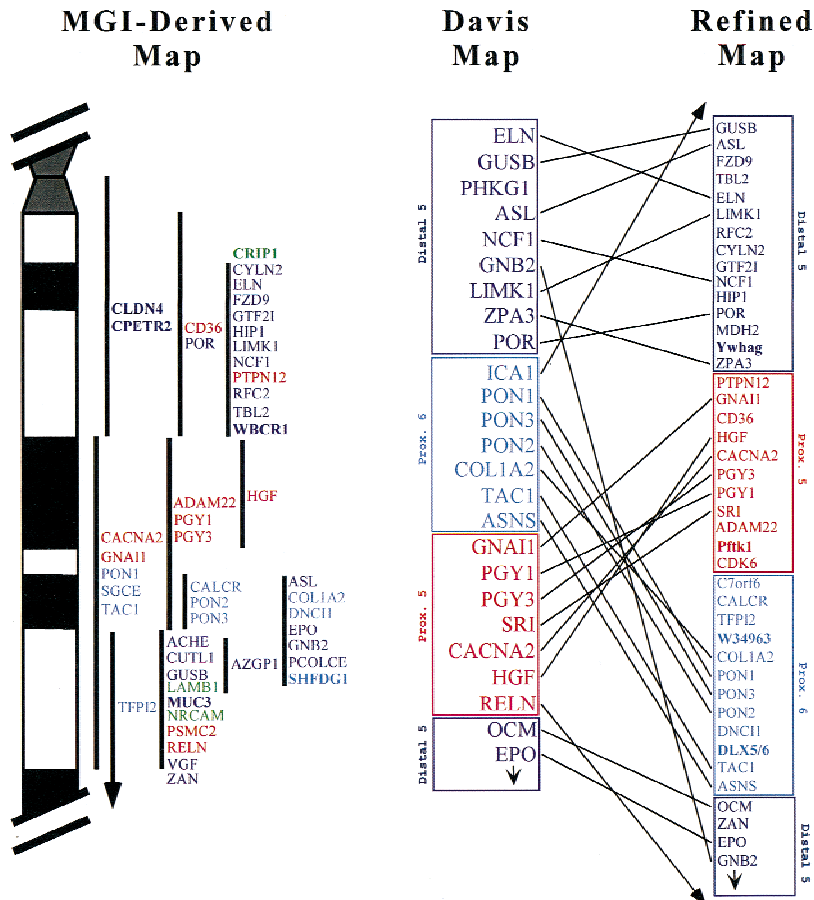 MGI-Derived
Map
CRIP1
CYLN2
ELN
FZD9
GTF2I
HIP1
LIMK1
NCF1
PTPN12
RFC2
TBL2
WBCR1
CLDN4
CPETR2
CD36
POR
HGF
ADAM22
PGY1
PGY3
CACNA2
GNAI1
PON1
SGCE
TAC1
CALCR
PON2
PON3
ASL
COL1A2
DNCI1
EPO
GNB2
PCOLCE
SHFDG1
ACHE
CUTL1
GUSB
LAMB1
MUC3
NRCAM
PSMC2
RELN
VGF
ZAN
AZGP1
TFPI2
Davis
Map
Distal 5
ELN
GUSB
PHKG1
ASL
NCF1
GNB2
LIMK1
ZPA3
POR
Prox. 6
ICA1
PON1
PON3
PON2
COL1A2
TAC1
ASNS
Prox. 5
GNAI1
PGY1
PGY3
SRI
CACNA2
HGF
RELN
Distal 5
OCM
EPO
Refined
Map
GUSB
ASL
FZD9
TBL2
ELN
LIMK1
RFC2
CYLN2
GTF2I
NCF1
HIP1
POR
MDH2
Ywhag
ZPA3
Distal 5
PTPN12
GNAI1
CD36
HGF
CACNA2
PGY3
PGY1
SRI
ADAM22
Pftk1
CDK6
Prox. 5
C7orf6
CALCR
TFPI2
W34963
COL1A2
PON1
PON3
PON2
DNCI1
DLX5/6
TAC1
ASNS
Prox. 6
OCM
ZAN
EPO
GNB2
Distal 5